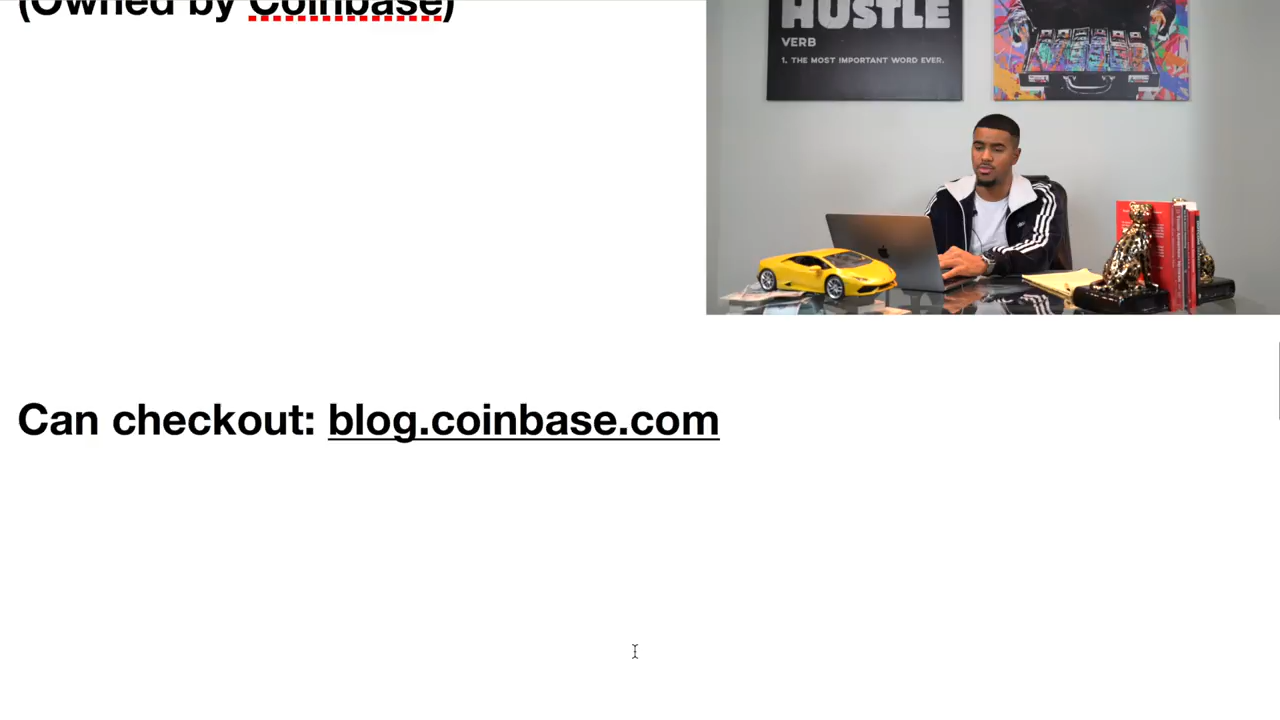 (Owned by Coinbase)
HUSTLE
VERB
1. THE MOST IMPORTANT WORD EVER.
Can checkout: blog.coinbase.com